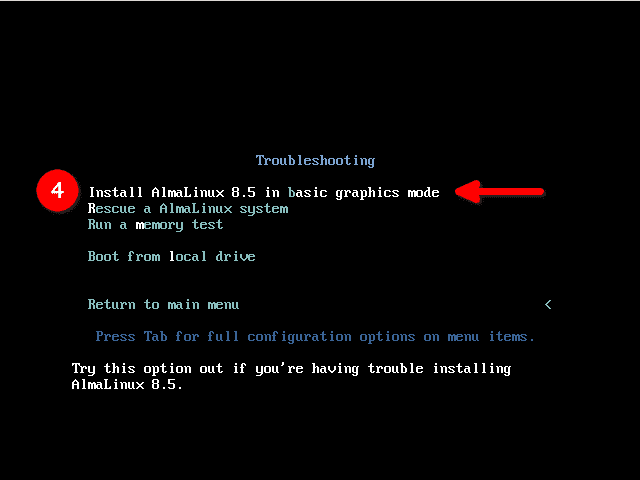 Troubleshooting
4
Install AlmaLinux 8.5 in basic graphics mode
Rescue a AlmaLinux system
Run a memory test
Boot from local drive
Return to main menu <
Press Tab for full configuration options on menu items.
Try this option out if you're having trouble installing
AlmaLinux 8.5.